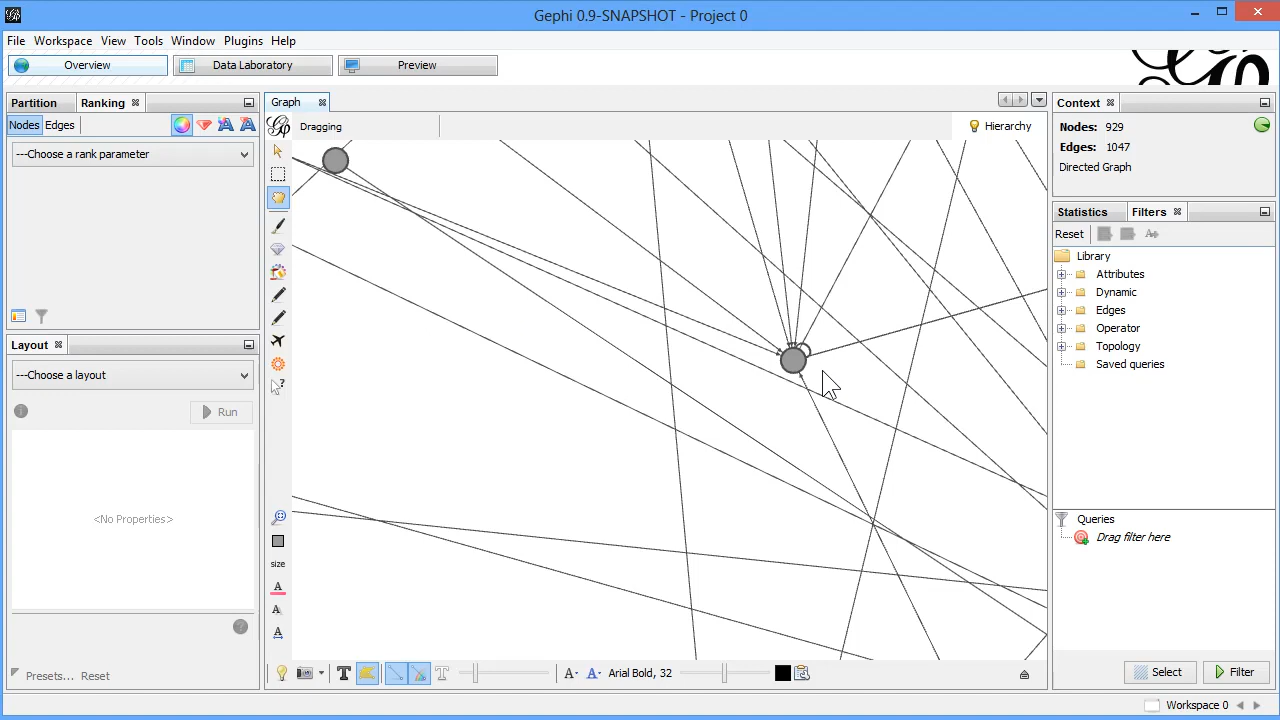 Gephi 0.9-SNAPSHOT - Project 0
File Workspace View Tools Window Plugins Help
Overview Data Laboratory Preview
Partition Ranking
Nodes Edges
---Choose a rank parameter
Layout
---Choose a layout
Run
<No Properties>
Presets... Reset
Graph
Dragging
Hierarchy
size
Arial Bold, 32
Context
Nodes: 929
Edges: 1047
Directed Graph
Statistics Filters
Reset
Library
Attributes
Dynamic
Edges
Operator
Topology
Saved queries
Queries
Drag filter here
Select Filter
Workspace 0